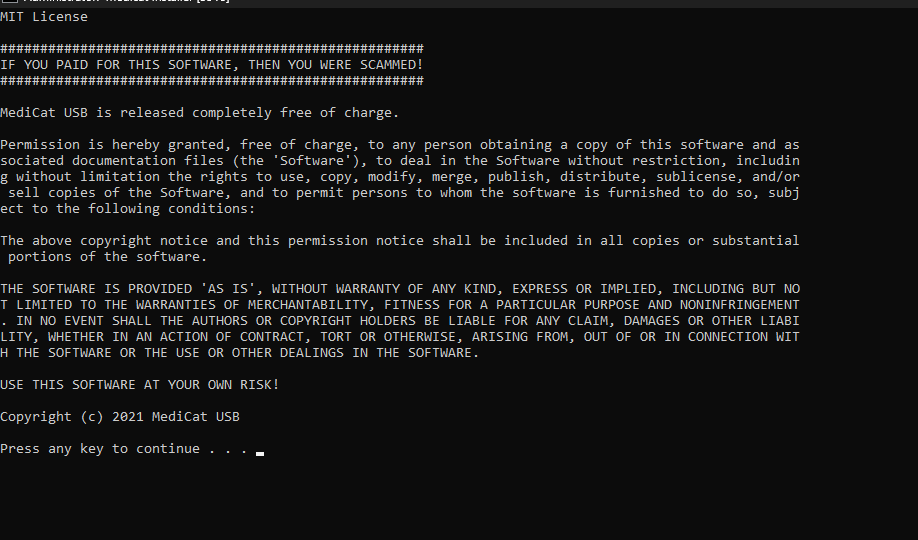 MIT License
#####################################################
IF YOU PAID FOR THIS SOFTWARE, THEN YOU WERE SCAMMED!
#####################################################
MediCat USB is released completely free of charge.
Permission is hereby granted, free of charge, to any person obtaining a copy of this software and as
sociated documentation files (the 'Software'), to deal in the Software without restriction, includin
g without limitation the rights to use, copy, modify, merge, publish, distribute, sublicense, and/or
 sell copies of the Software, and to permit persons to whom the software is furnished to do so, subj
ect to the following conditions:
The above copyright notice and this permission notice shall be included in all copies or substantial
 portions of the software.
THE SOFTWARE IS PROVIDED 'AS IS', WITHOUT WARRANTY OF ANY KIND, EXPRESS OR IMPLIED, INCLUDING BUT NO
T LIMITED TO THE WARRANTIES OF MERCHANTABILITY, FITNESS FOR A PARTICULAR PURPOSE AND NONINFRINGEMENT
. IN NO EVENT SHALL THE AUTHORS OR COPYRIGHT HOLDERS BE LIABLE FOR ANY CLAIM, DAMAGES OR OTHER LIABI
LITY, WHETHER IN AN ACTION OF CONTRACT, TORT OR OTHERWISE, ARISING FROM, OUT OF OR IN CONNECTION WIT
H THE SOFTWARE OR THE USE OR OTHER DEALINGS IN THE SOFTWARE.
USE THIS SOFTWARE AT YOUR OWN RISK!
Copyright (c) 2021 MediCat USB
Press any key to continue . . .